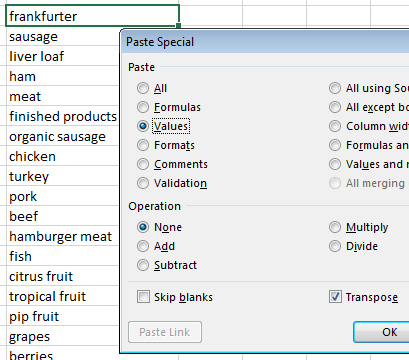 frankfurter
sausage
liver loaf
ham
meat
finished products
organic sausage
chicken
turkey
pork
beef
hamburger meat
fish
citrus fruit
tropical fruit
pip fruit
grapes
berries
Paste Special
Paste
All
All using Sou
Formulas
All except bo
Values
Column widt
Formats
Formulas an
Comments
Values and n
Validation
All merging
Operation
None
Multiply
Add
Divide
Subtract
Skip blanks
Transpose
Paste Link
OK